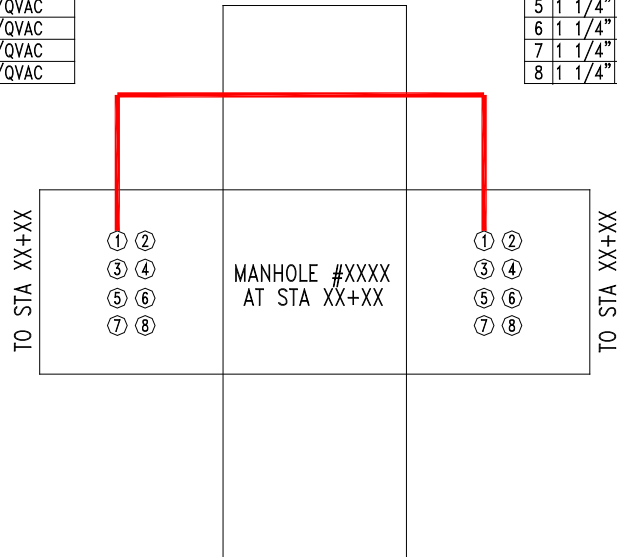 /QVAC
/QVAC
/QVAC
/QVAC
5 1 1/4"
6 1 1/4"
7 1 1/4"
8 1 1/4"
TO STA XX+XX
1 2
3 4
5 6
7 8
MANHOLE #XXXX
AT STA XX+XX
1 2
3 4
5 6
7 8
TO STA XX+XX